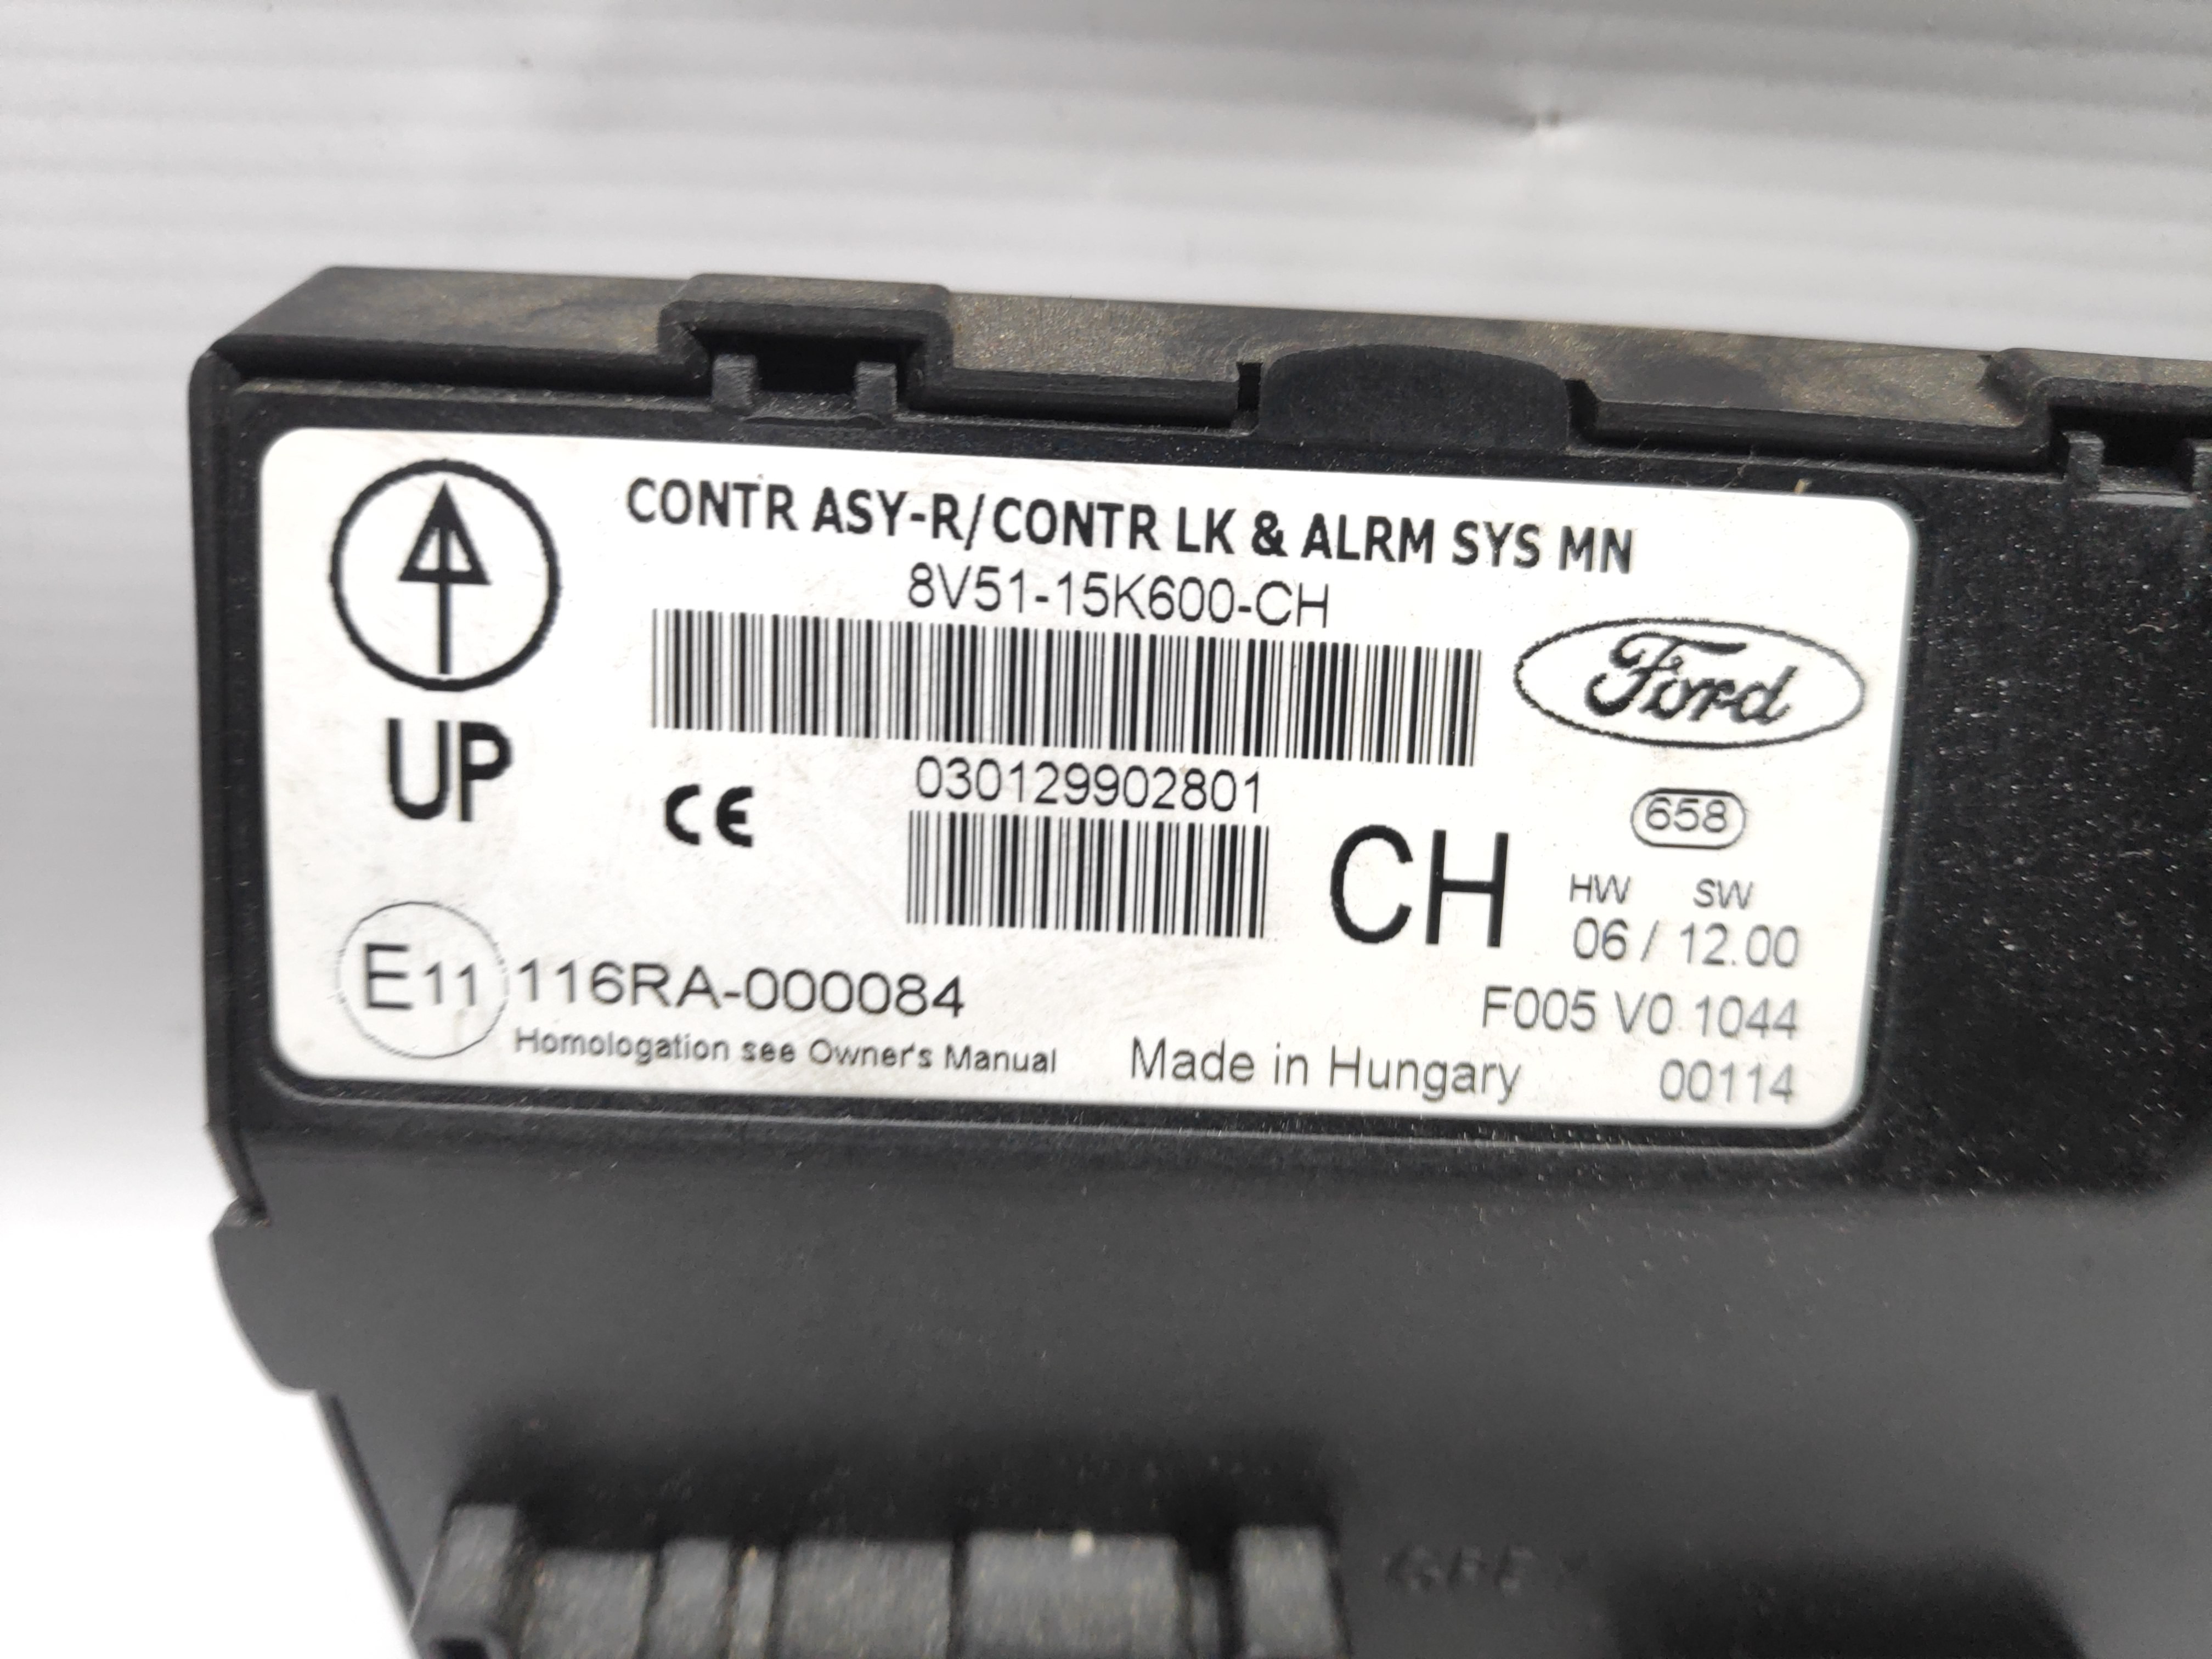 CONTR ASY-R/CONTR LK & ALRM SYS MN
8V51-15K600-CH
UP
Ford
030129902801
CE
658
CH
HW SW
06 / 12.00
E11 116RA-000084
F005 V0 1044
Homologation see Owner's Manual
Made in Hungary
00114